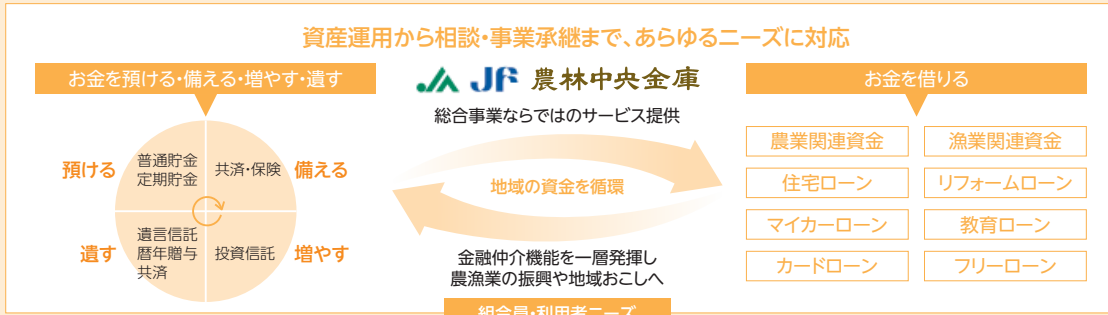 資産運用から相談・事業承継まで、あらゆるニーズに対応
お金を預ける・備える・増やす・遺す
預ける
普通貯金
定期貯金
共済・保険
備える
遺す
遺言信託
暦年贈与
共済
投資信託
増やす
JA JF 農林中央金庫
総合事業ならではのサービス提供
地域の資金を循環
金融仲介機能を一層発揮し
農漁業の振興や地域おこしへ
組合員・利用者ニーズ
お金を借りる
農業関連資金
漁業関連資金
住宅ローン
リフォームローン
マイカーローン
教育ローン
カードローン
フリーローン